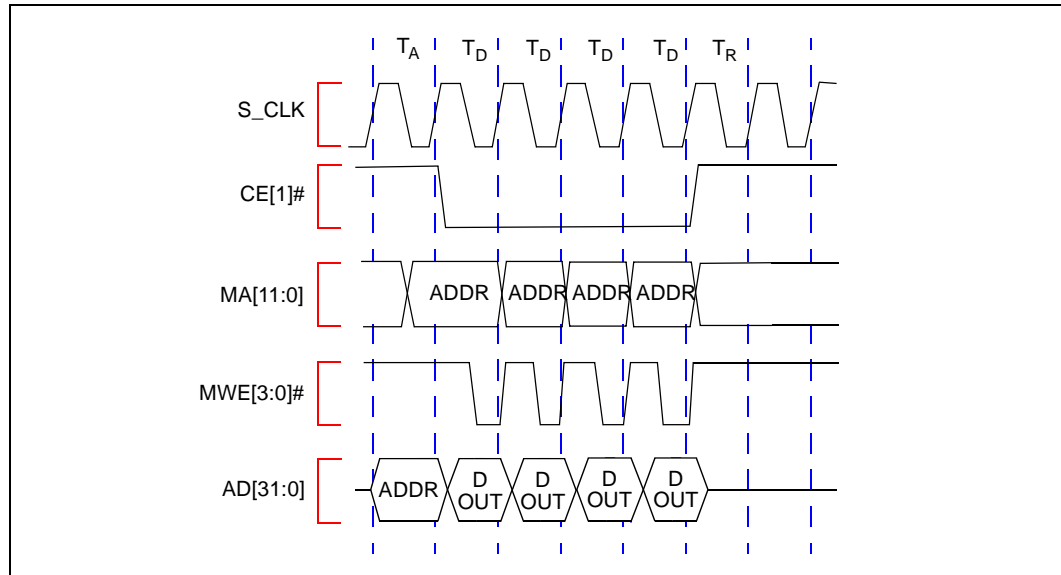 TA TD TD TD TD TR
S_CLK
CE[1]#
MA[11:0] ADDR ADDR ADDR ADDR
MWE[3:0]#
AD[31:0] ADDR D OUT D OUT D OUT D OUT